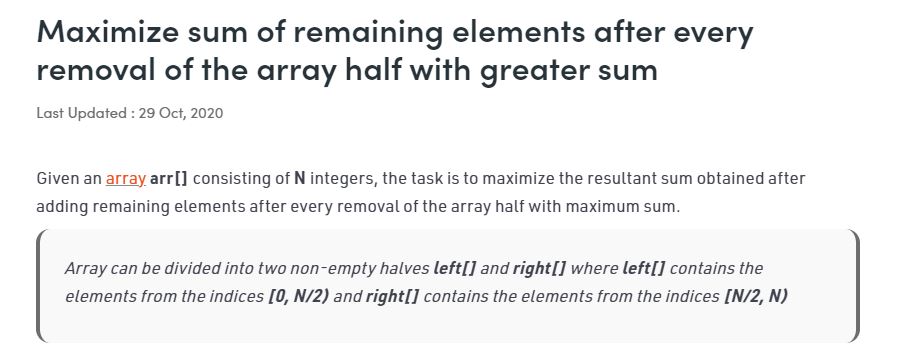 Maximize sum of remaining elements after every
removal of the array half with greater sum
Last Updated : 29 Oct, 2020
Given an array arr[] consisting of N integers, the task is to maximize the resultant sum obtained after
adding remaining elements after every removal of the array half with maximum sum.
Array can be divided into two non-empty halves left[] and right[] where left[] contains the
elements from the indices [0, N/2) and right[] contains the elements from the indices [N/2, N)